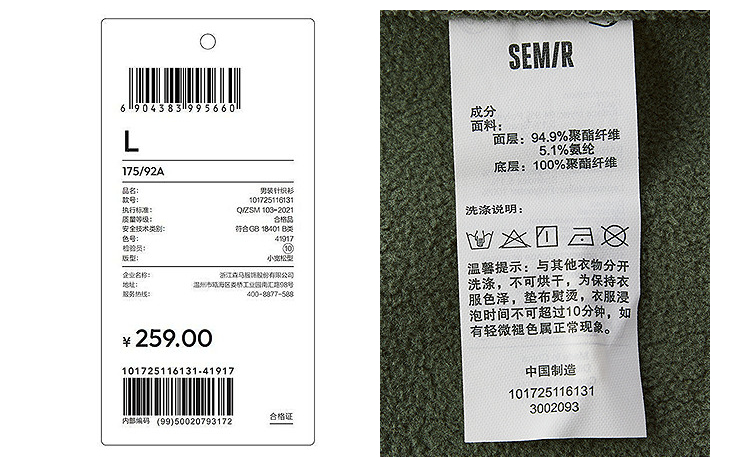 6 904383 995660
L
175/92A
品名: 男装针织衫
款号: 101725116131
执行标准: Q/ZSM 103-2021
质量等级: 合格品
安全技术类别: 符合GB 18401 B类
色号: 41917
检验员: 10
版型: 小宽松型
企业名称: 浙江森马服饰股份有限公司
地址: 温州市瓯海区娄桥工业园南汇路98号
服务热线: 400-8877-588
¥ 259.00
101725116131-41917
内部编码 (99)50020793172
合格证
SEM/R
成分
面料:
面层: 94.9%聚酯纤维
5.1%氨纶
底层: 100%聚酯纤维
洗涤说明:
温馨提示: 与其他衣物分开
洗涤, 不可烘干, 为保持衣
服色泽, 垫布熨烫, 衣服浸
泡时间不可超过10分钟, 如
有轻微褪色属正常现象。
中国制造
101725116131
3002093